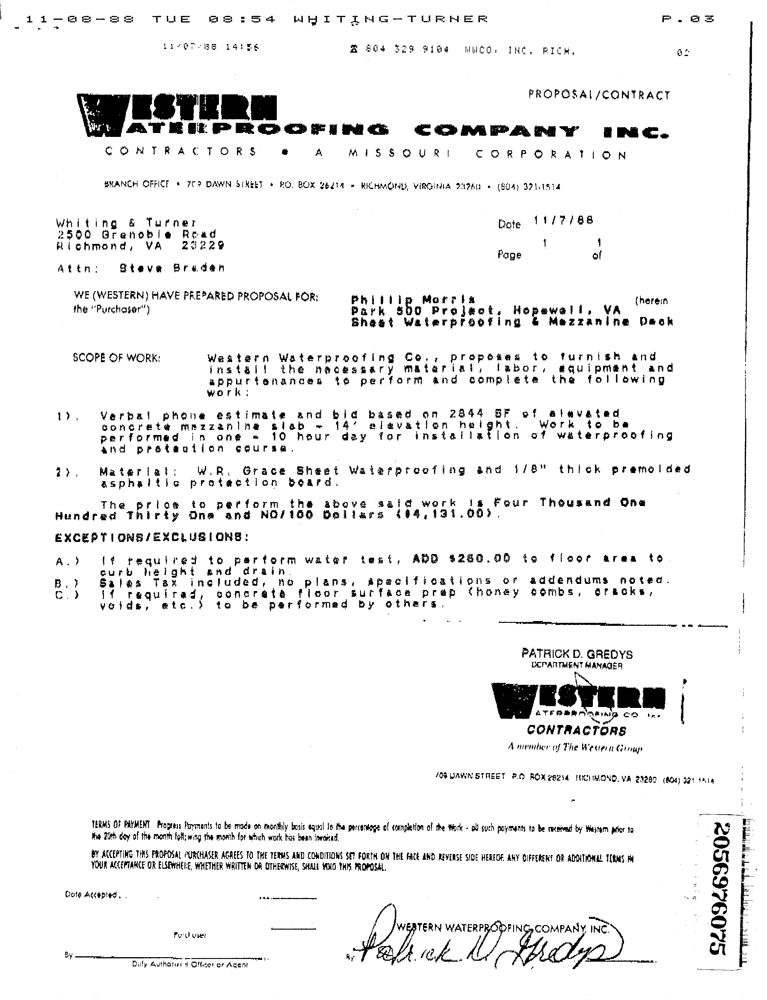 11-08-88 TUE 08:54 WHITING-TURNER P.03
11/07/88 14:56 ☎ 804 329 9104 WWCO, INC. RICH. 02
PROPOSAL/CONTRACT
WESTERN
WATERPROOFING COMPANY INC.
CONTRACTORS • A MISSOURI CORPORATION
BRANCH OFFICE • 709 DAWN STREET • P.O. BOX 26214 • RICHMOND, VIRGINIA 23260 • (804) 321-1514
Whiting & Turner
2500 Grenoble Road
Richmond, VA 23229
Date 11/7/88
Page 1 of 1
Attn: Steve Braden
WE (WESTERN) HAVE PREPARED PROPOSAL FOR:
the "Purchaser")
Phillip Morris (herein
Park 500 Project, Hopewell, VA
Sheet Waterproofing & Mezzanine Deck
SCOPE OF WORK: Western Waterproofing Co., proposes to furnish and
install the necessary material, labor, equipment and
appurtenances to perform and complete the following
work:
1). Verbal phone estimate and bid based on 2844 SF of elevated
concrete mezzanine slab - 14' elevation height. Work to be
performed in one - 10 hour day for installation of waterproofing
and protection course.
2). Material: W.R. Grace Sheet Waterproofing and 1/8" thick premolded
asphaltic protection board.
The price to perform the above said work is Four Thousand One
Hundred Thirty One and NO/100 Dollars ($4,131.00).
EXCEPTIONS/EXCLUSIONS:
A.) If required to perform water test, ADD $260.00 to floor area to
curb height and drain.
B.) Sales Tax included, no plans, specifications or addendums noted.
C.) If required, concrete floor surface prep (honey combs, cracks,
voids, etc.) to be performed by others.
PATRICK D. GREDYS
DEPARTMENT MANAGER
WESTERN
WATERPROOFING CO. Inc.
CONTRACTORS
A member of The Western Group
709 DAWN STREET P.O. BOX 26214 RICHMOND, VA 23260 (804) 321-1514
TERMS OF PAYMENT Progress Payments to be made on monthly basis equal to the percentage of completion of the Work - all such payments to be received by Western prior to
the 20th day of the month following the month for which work has been invoiced.
BY ACCEPTING THIS PROPOSAL PURCHASER AGREES TO THE TERMS AND CONDITIONS SET FORTH ON THE FACE AND REVERSE SIDE HEREOF. ANY DIFFERENT OR ADDITIONAL TERMS IN
YOUR ACCEPTANCE OR ELSEWHERE, WHETHER WRITTEN OR OTHERWISE, SHALL VOID THIS PROPOSAL.
2056976075
Date Accepted
Purchaser
WESTERN WATERPROOFING COMPANY, INC.
By
By Patrick D Gredys
Duly Authorized Officer or Agent